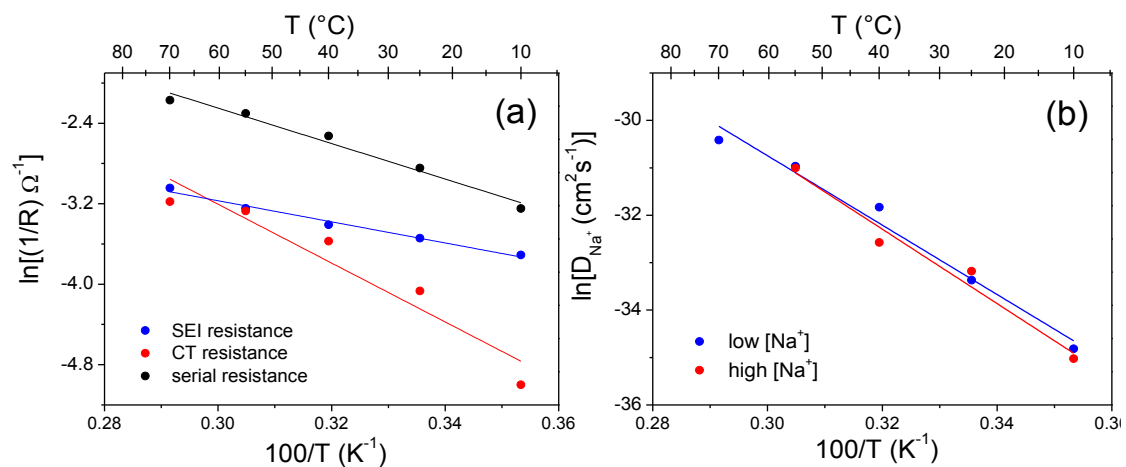 T (°C)
80 70 60 50 40 30 20 10
(a)
ln[(1/R) Ω⁻¹]
-2.4
-3.2
-4.0
-4.8
SEI resistance
CT resistance
serial resistance
0.28 0.30 0.32 0.34 0.36
100/T (K⁻¹)
T (°C)
80 70 60 50 40 30 20 10
(b)
ln[D_Na⁺ (cm²s⁻¹)]
-30
-32
-34
-36
low [Na⁺]
high [Na⁺]
0.28 0.30 0.32 0.34 0.36
100/T (K⁻¹)